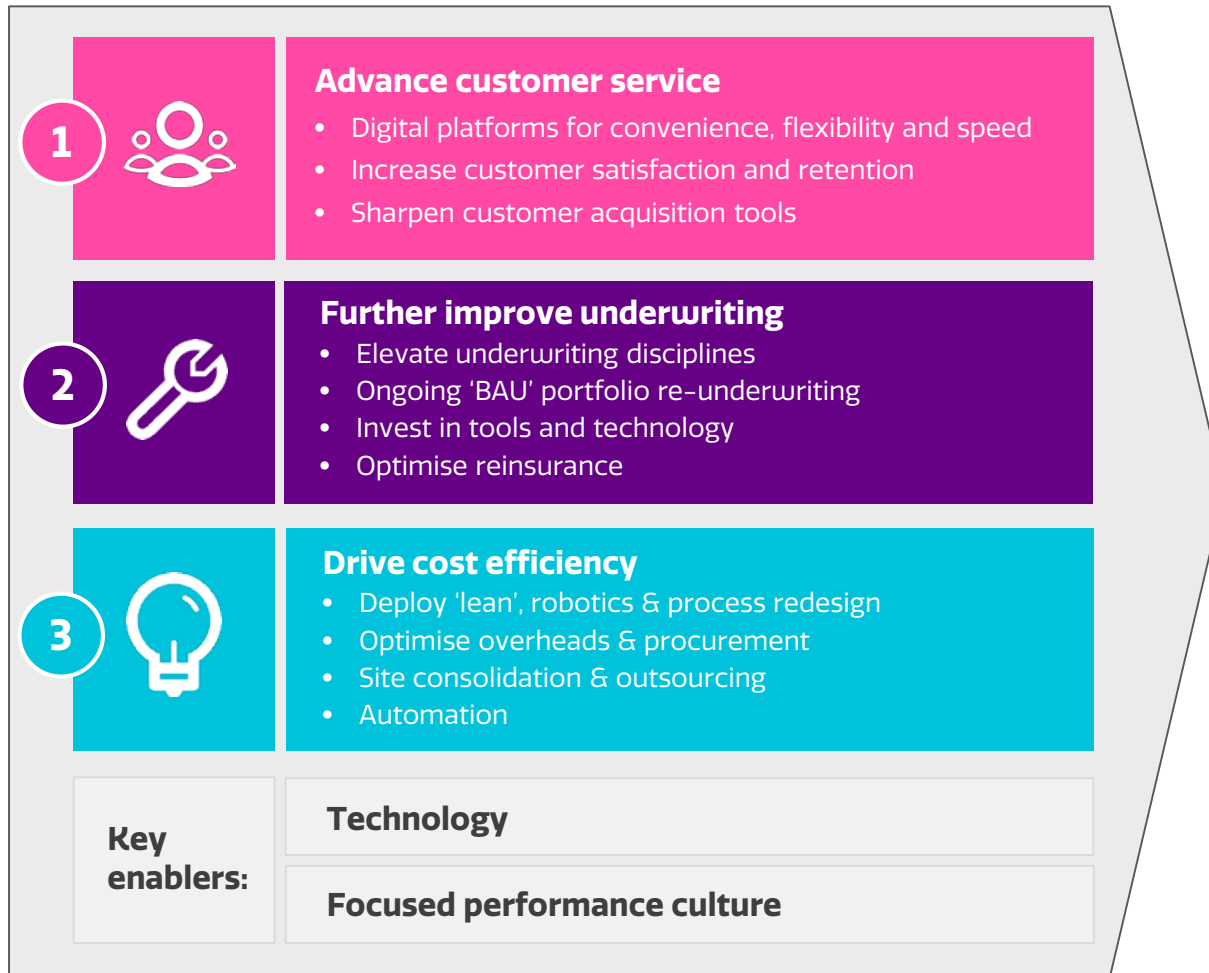 1
Advance customer service
• Digital platforms for convenience, flexibility and speed
• Increase customer satisfaction and retention
• Sharpen customer acquisition tools
2
Further improve underwriting
• Elevate underwriting disciplines
• Ongoing ‘BAU’ portfolio re-underwriting
• Invest in tools and technology
• Optimise reinsurance
3
Drive cost efficiency
• Deploy ‘lean’, robotics & process redesign
• Optimise overheads & procurement
• Site consolidation & outsourcing
• Automation
Key
enablers:
Technology
Focused performance culture